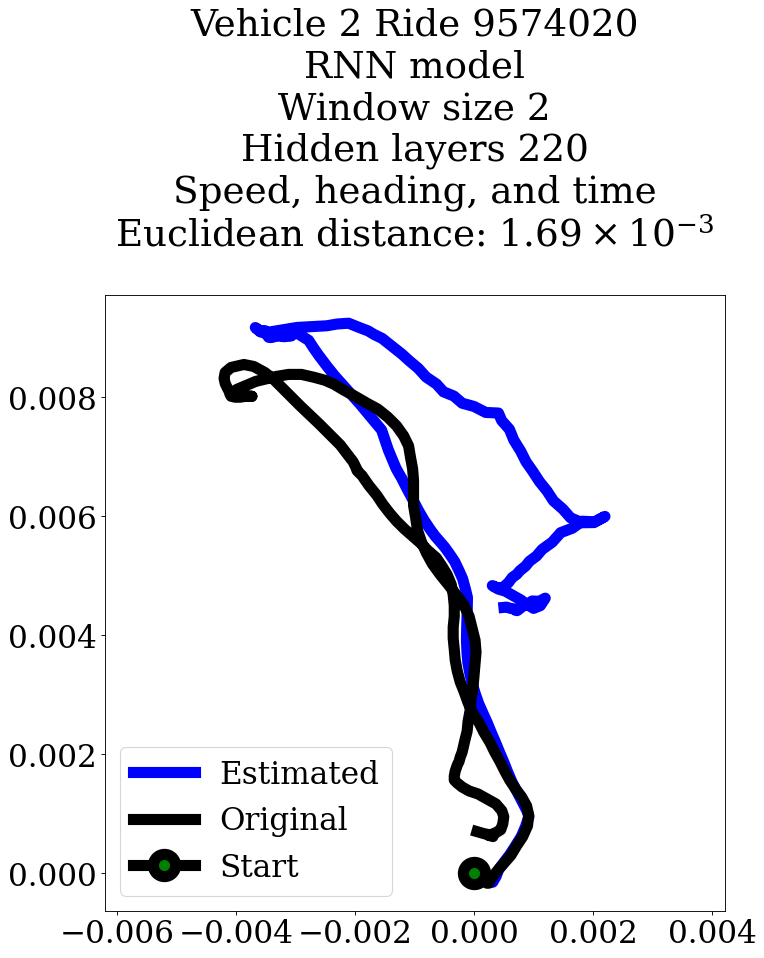 Vehicle 2 Ride 9574020
RNN model
Window size 2
Hidden layers 220
Speed, heading, and time
Euclidean distance: 1.69 × 10⁻³
0.008
0.006
0.004
0.002
0.000
Estimated
Original
Start
−0.006 −0.004 −0.002 0.000 0.002 0.004